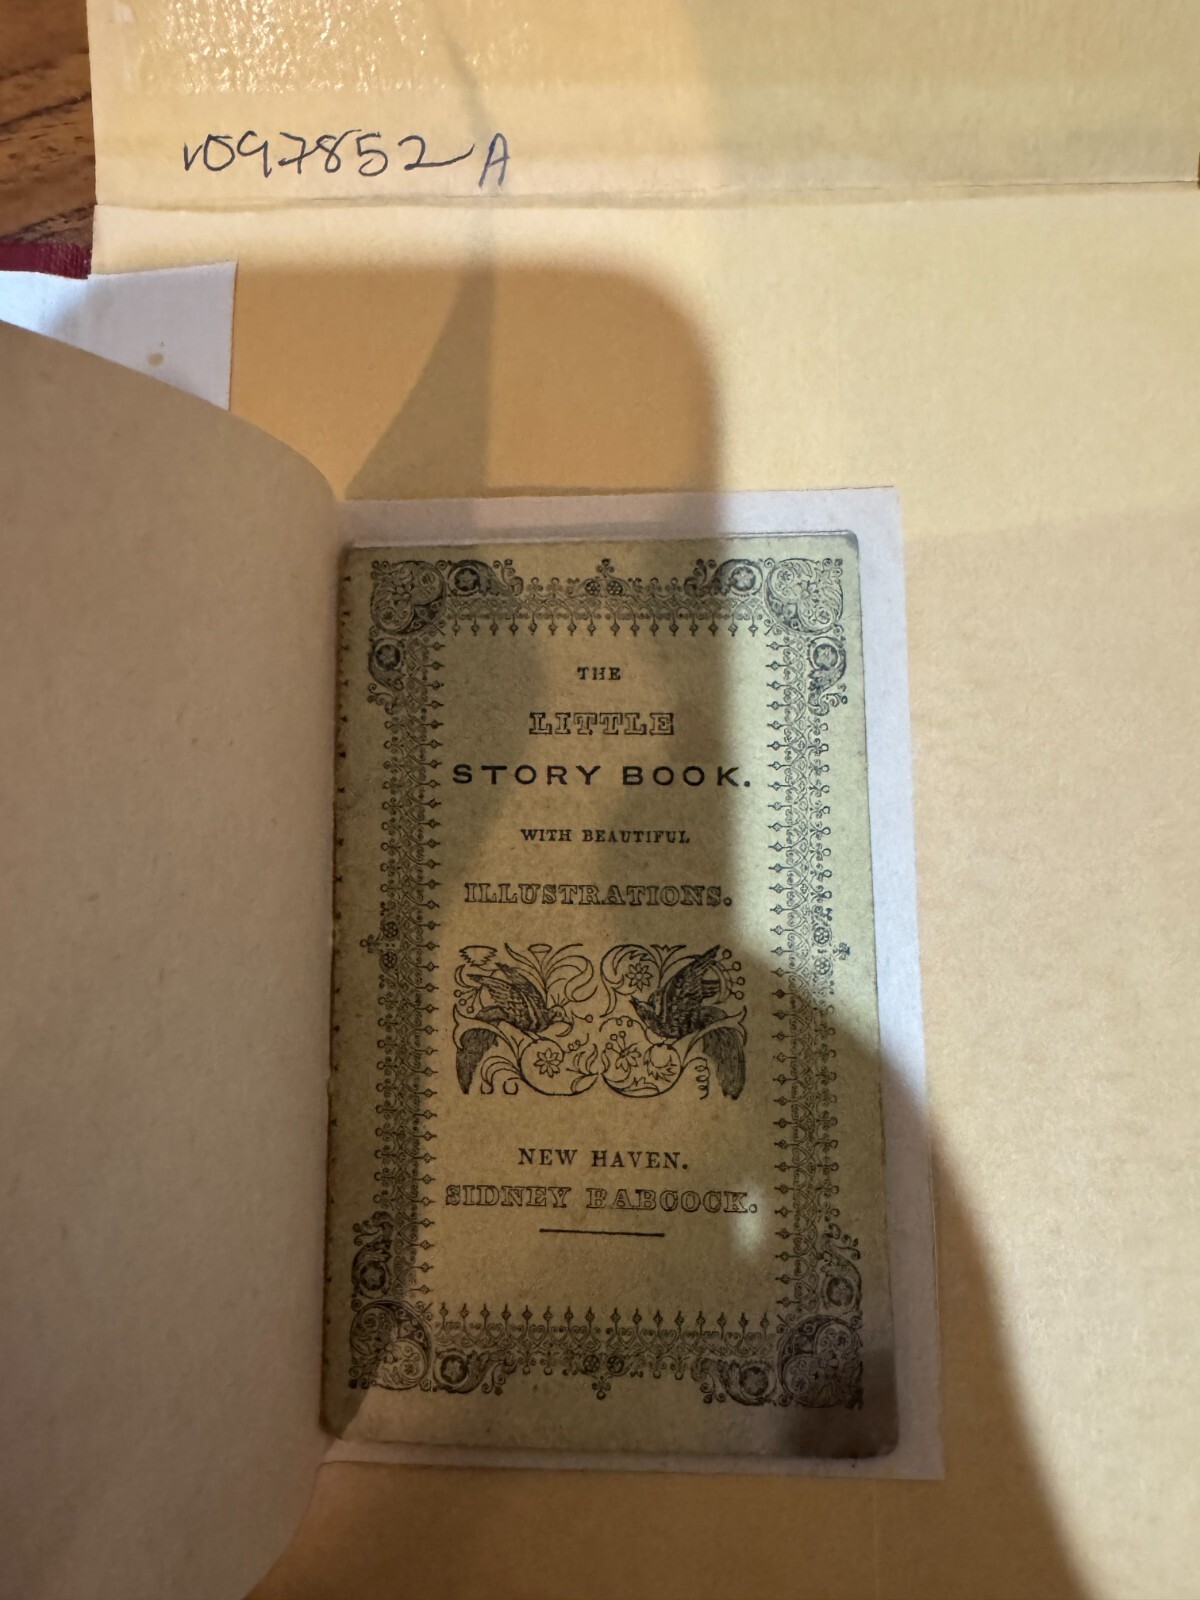 v097852 A
THE
LITTLE
STORY BOOK.
WITH BEAUTIFUL
ILLUSTRATIONS.
NEW HAVEN.
SIDNEY BABCOCK.